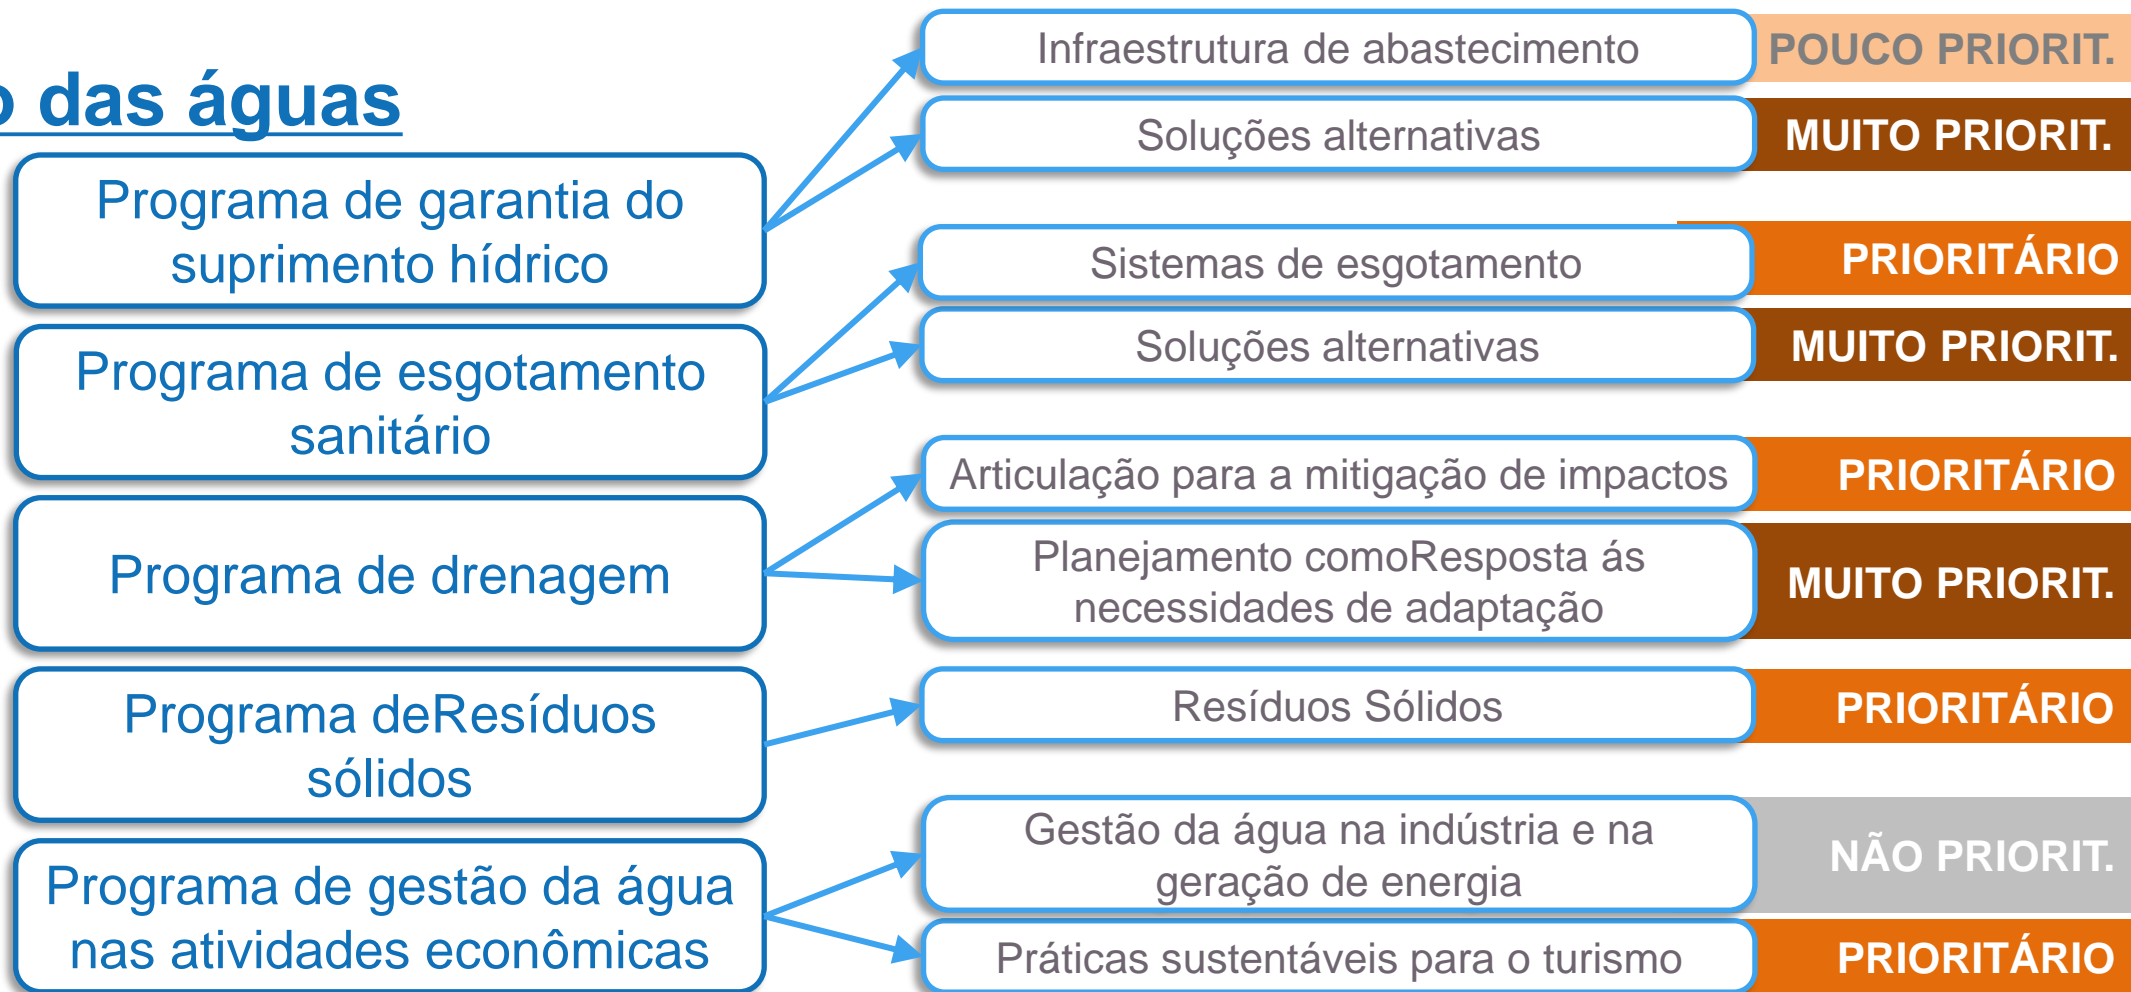 o das águas
Programa de garantia do
suprimento hídrico
Infraestrutura de abastecimento
POUCO PRIORIT.
Soluções alternativas
MUITO PRIORIT.
Programa de esgotamento
sanitário
Sistemas de esgotamento
PRIORITÁRIO
Soluções alternativas
MUITO PRIORIT.
Programa de drenagem
Articulação para a mitigação de impactos
PRIORITÁRIO
Planejamento comoResposta ás
necessidades de adaptação
MUITO PRIORIT.
Programa deResíduos
sólidos
Resíduos Sólidos
PRIORITÁRIO
Programa de gestão da água
nas atividades econômicas
Gestão da água na indústria e na
geração de energia
NÃO PRIORIT.
Práticas sustentáveis para o turismo
PRIORITÁRIO